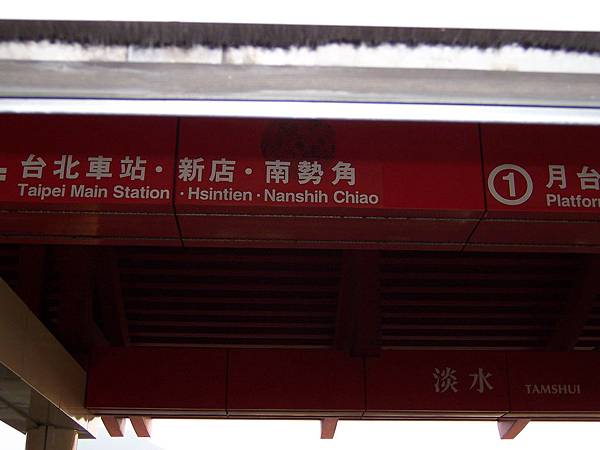 台北車站・新店・南勢角
Taipei Main Station・Hsintien・Nanshih Chiao
1 月台
Platfor
淡水 TAMSHUI